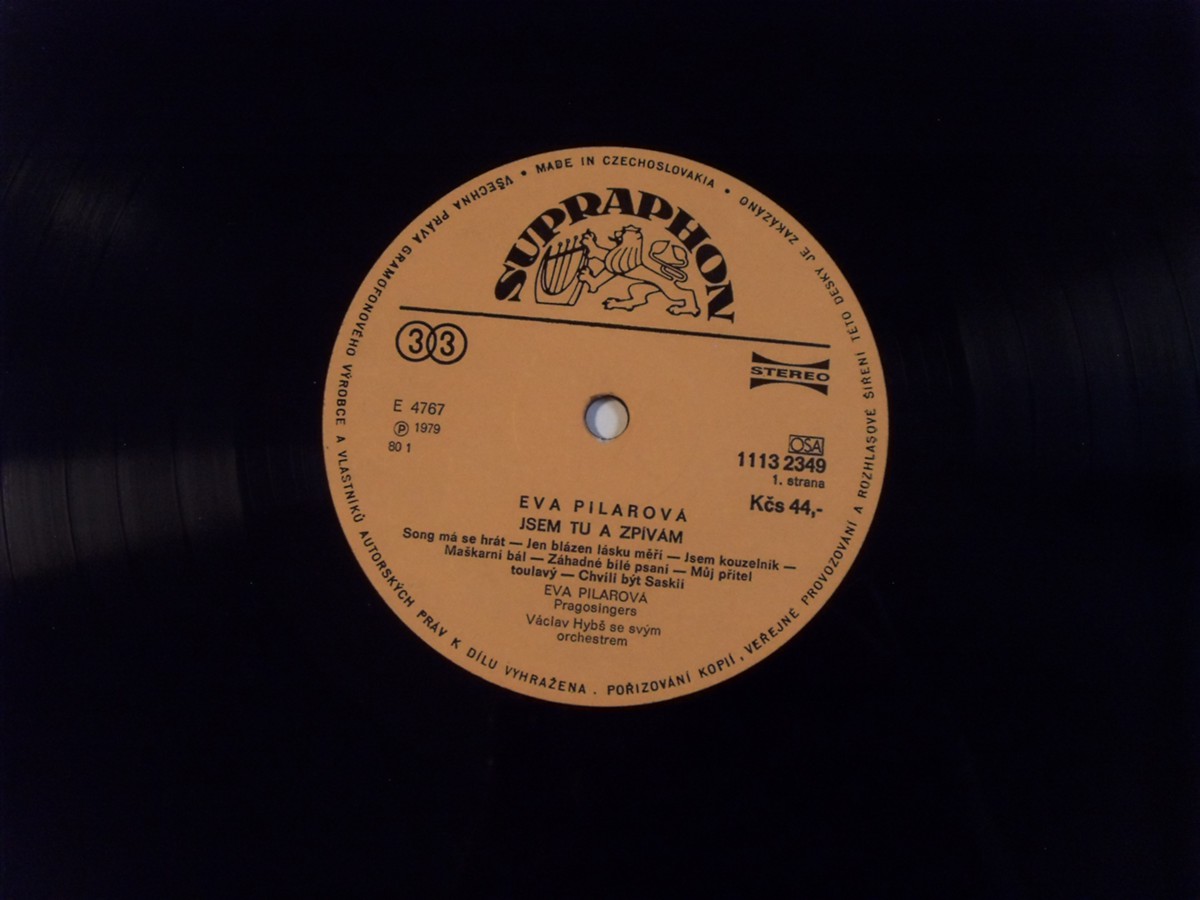 VŠECHNA PRÁVA GRAMOFONOVÉHO VÝROBCE A VLASTNÍKŮ AUTORSKÝCH PRÁV K DÍLU VYHRAŽENA . POŘIZOVÁNÍ KOPIÍ , VEŘEJNÉ PROVOZOVÁNÍ A ROZHLASOVÉ ŠÍŘENÍ TÉTO DESKY JE ZAKÁZÁNO • MADE IN CZECHOSLOVAKIA •
SUPRAPHON
33
STEREO
E 4767
Ⓟ 1979
80 1
OSA
1113 2349
1. strana
Kčs 44,-
EVA PILAROVÁ
JSEM TU A ZPÍVÁM
Song má se hrát — Jen blázen lásku měří — Jsem kouzelník —
Maškarní bál — Záhadné bílé psaní — Můj přítel
toulavý — Chvíli být Saskií
EVA PILAROVÁ
Pragosingers
Václav Hybš se svým
orchestrem